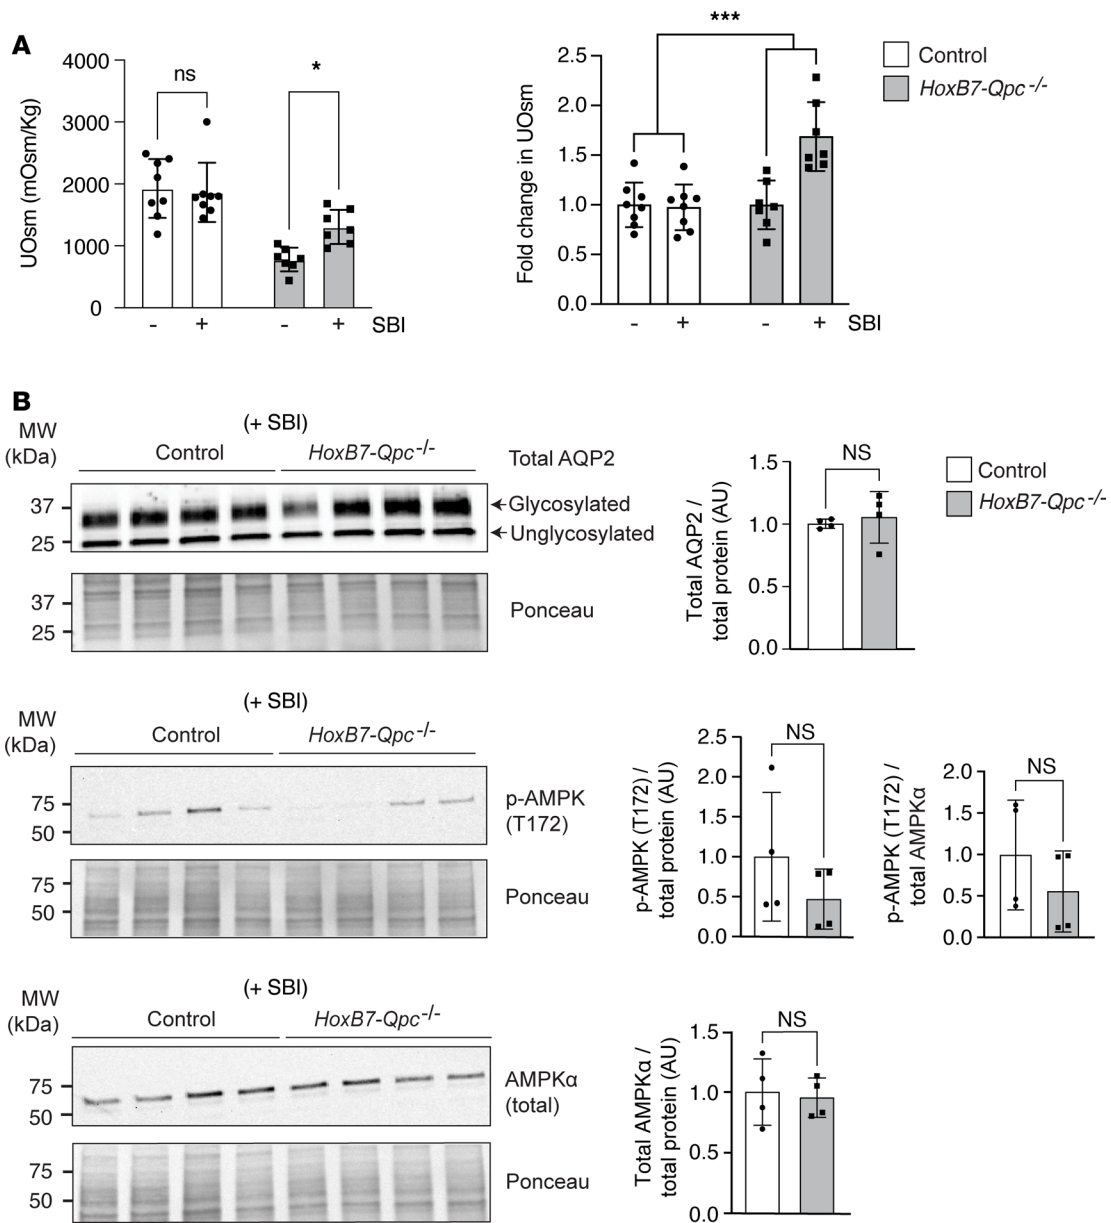 A
UOsm (mOsm/Kg)
4000
3000
2000
1000
0
ns
*
- + - + SBI
Fold change in UOsm
2.5
2.0
1.5
1.0
0.5
0.0
***
- + - + SBI
Control
HoxB7-Qpc-/-
B
MW
(kDa)
(+ SBI)
Control HoxB7-Qpc-/-
Total AQP2
37
25
Glycosylated
Unglycosylated
37
25
Ponceau
Total AQP2 /
total protein (AU)
1.5
1.0
0.5
0.0
NS
Control
HoxB7-Qpc-/-
MW
(kDa)
(+ SBI)
Control HoxB7-Qpc-/-
75
50
p-AMPK
(T172)
75
50
Ponceau
p-AMPK (T172) /
total protein (AU)
2.5
2.0
1.5
1.0
0.5
0.0
NS
p-AMPK (T172) /
total AMPKα
2.0
1.5
1.0
0.5
0.0
NS
MW
(kDa)
(+ SBI)
Control HoxB7-Qpc-/-
75
50
AMPKα
(total)
75
50
Ponceau
Total AMPKα /
total protein (AU)
1.5
1.0
0.5
0.0
NS